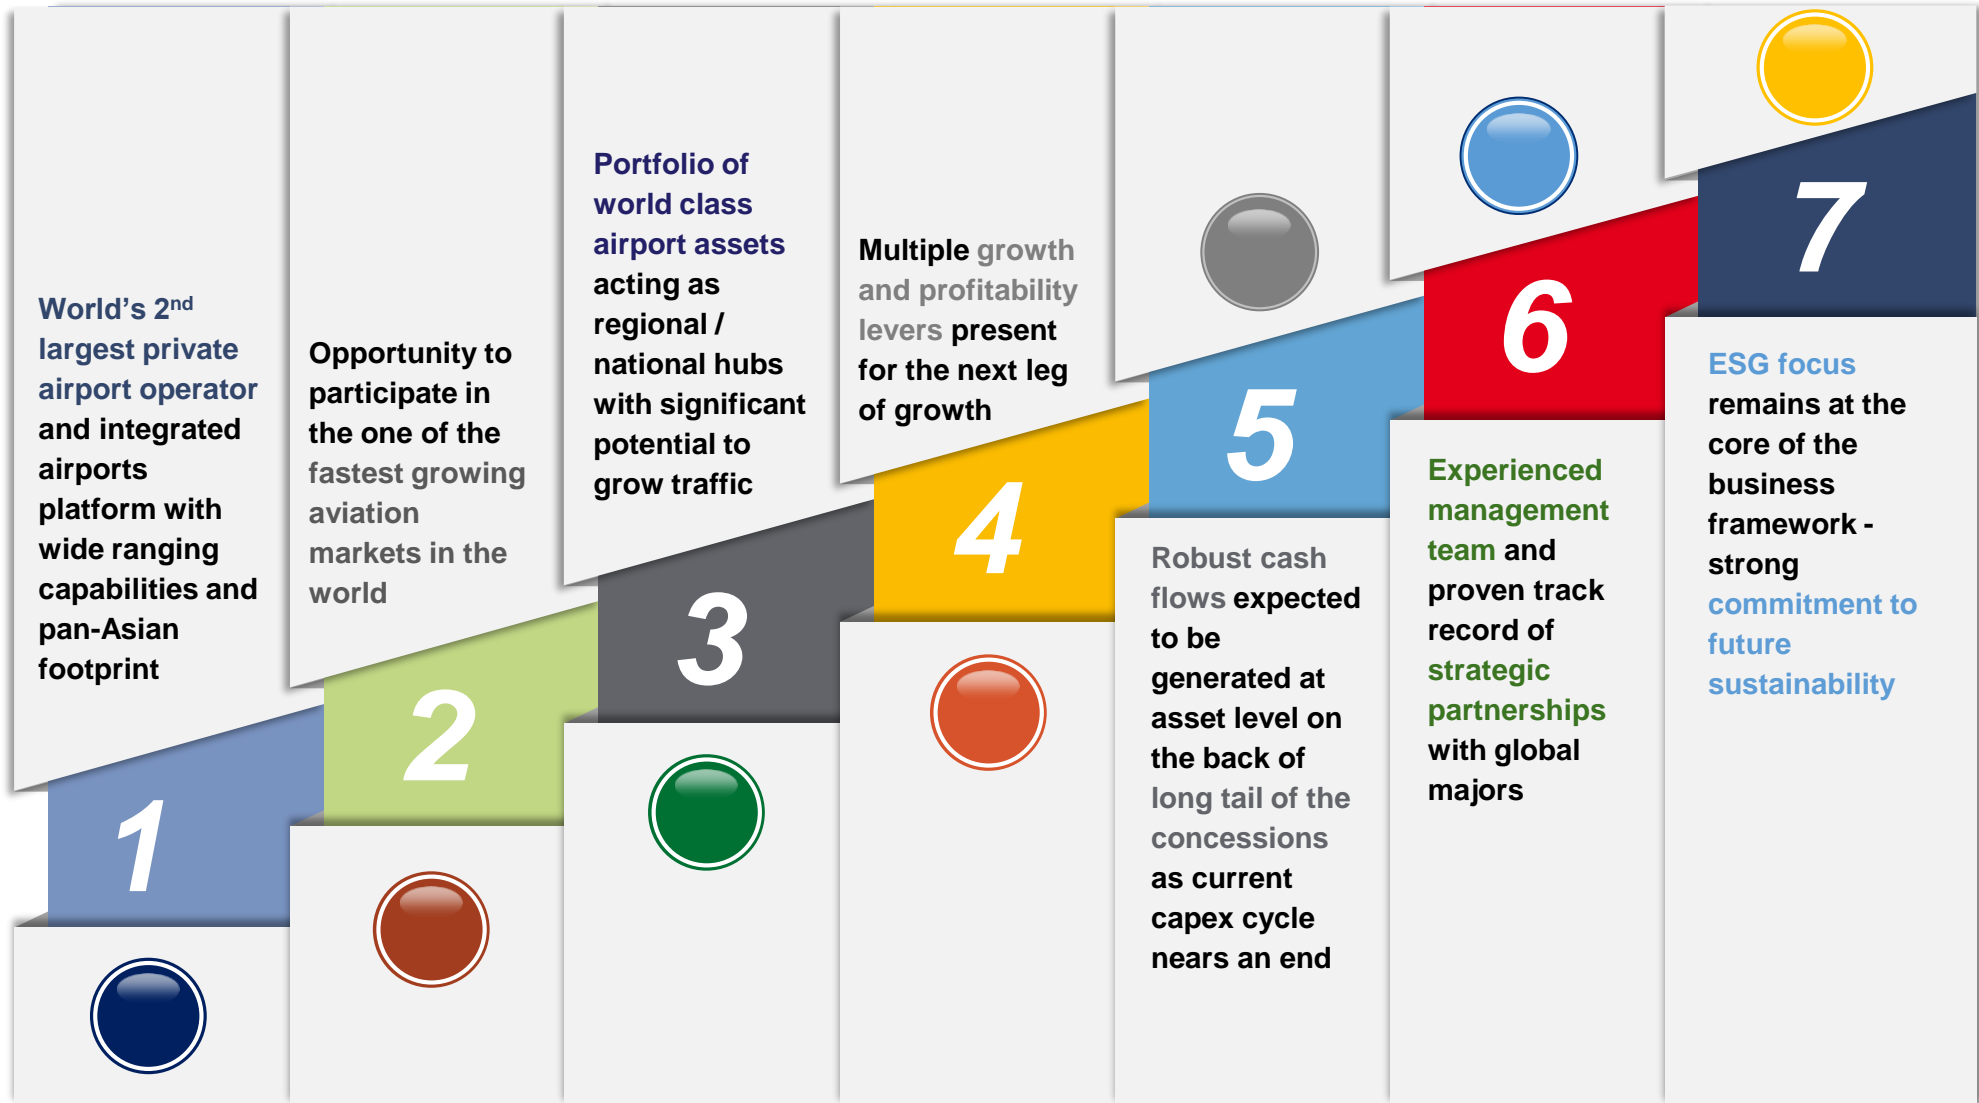 World's 2nd
largest private
airport operator
and integrated
airports
platform with
wide ranging
capabilities and
pan-Asian
footprint
1
Opportunity to
participate in
the one of the
fastest growing
aviation
markets in the
world
2
Portfolio of
world class
airport assets
acting as
regional /
national hubs
with significant
potential to
grow traffic
3
Multiple growth
and profitability
levers present
for the next leg
of growth
4
5
Robust cash
flows expected
to be
generated at
asset level on
the back of
long tail of the
concessions
as current
capex cycle
nears an end
6
Experienced
management
team and
proven track
record of
strategic
partnerships
with global
majors
7
ESG focus
remains at the
core of the
business
framework -
strong
commitment to
future
sustainability